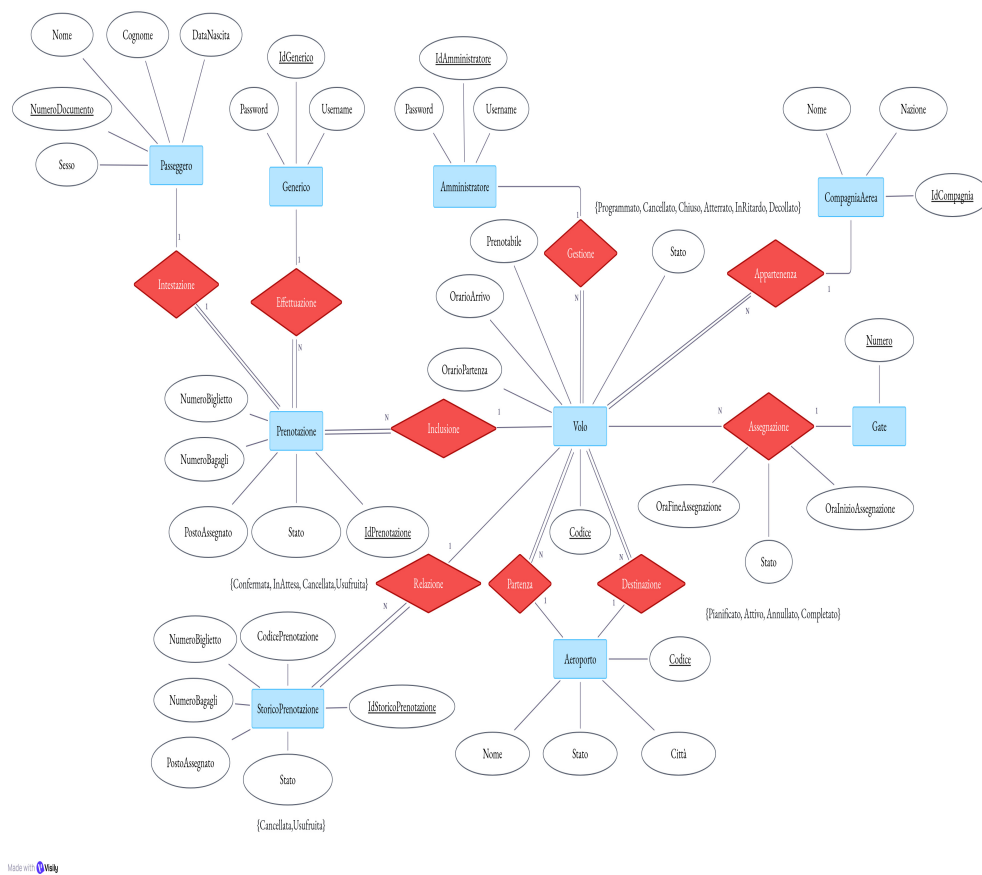 Nome
Cognome
DataNascita
IdGenerico
IdAmministratore
NumeroDocumento
Password
Username
Password
Username
Nome
Nazione
Sesso
Passeggero
Generico
Amministratore
CompagniaAerea
IdCompagnia
{Programmato, Cancellato, Chiuso, Atterrato, InRitardo, Decollato}
1
1
1
Prenotabile
Gestione
Stato
Appartenenza
1
Intestazione
Effettuazione
OrarioArrivo
N
N
1
N
Numero
OrarioPartenza
NumeroBiglietto
N
1
N
1
Prenotazione
Inclusione
Volo
Assegnazione
Gate
NumeroBagagli
OraFineAssegnazione
OraInizioAssegnazione
PostoAssegnato
Stato
IdPrenotazione
Codice
1
N
N
Stato
{Confermata, InAttesa, Cancellata,Usufruita}
Relazione
Partenza
Destinazione
N
1
1
{Pianificato, Attivo, Annullato, Completato}
NumeroBiglietto
CodicePrenotazione
Aeroporto
Codice
NumeroBagagli
StoricoPrenotazione
IdStoricoPrenotazione
PostoAssegnato
Stato
Nome
Stato
Città
{Cancellata,Usufruita}
Made with Visily